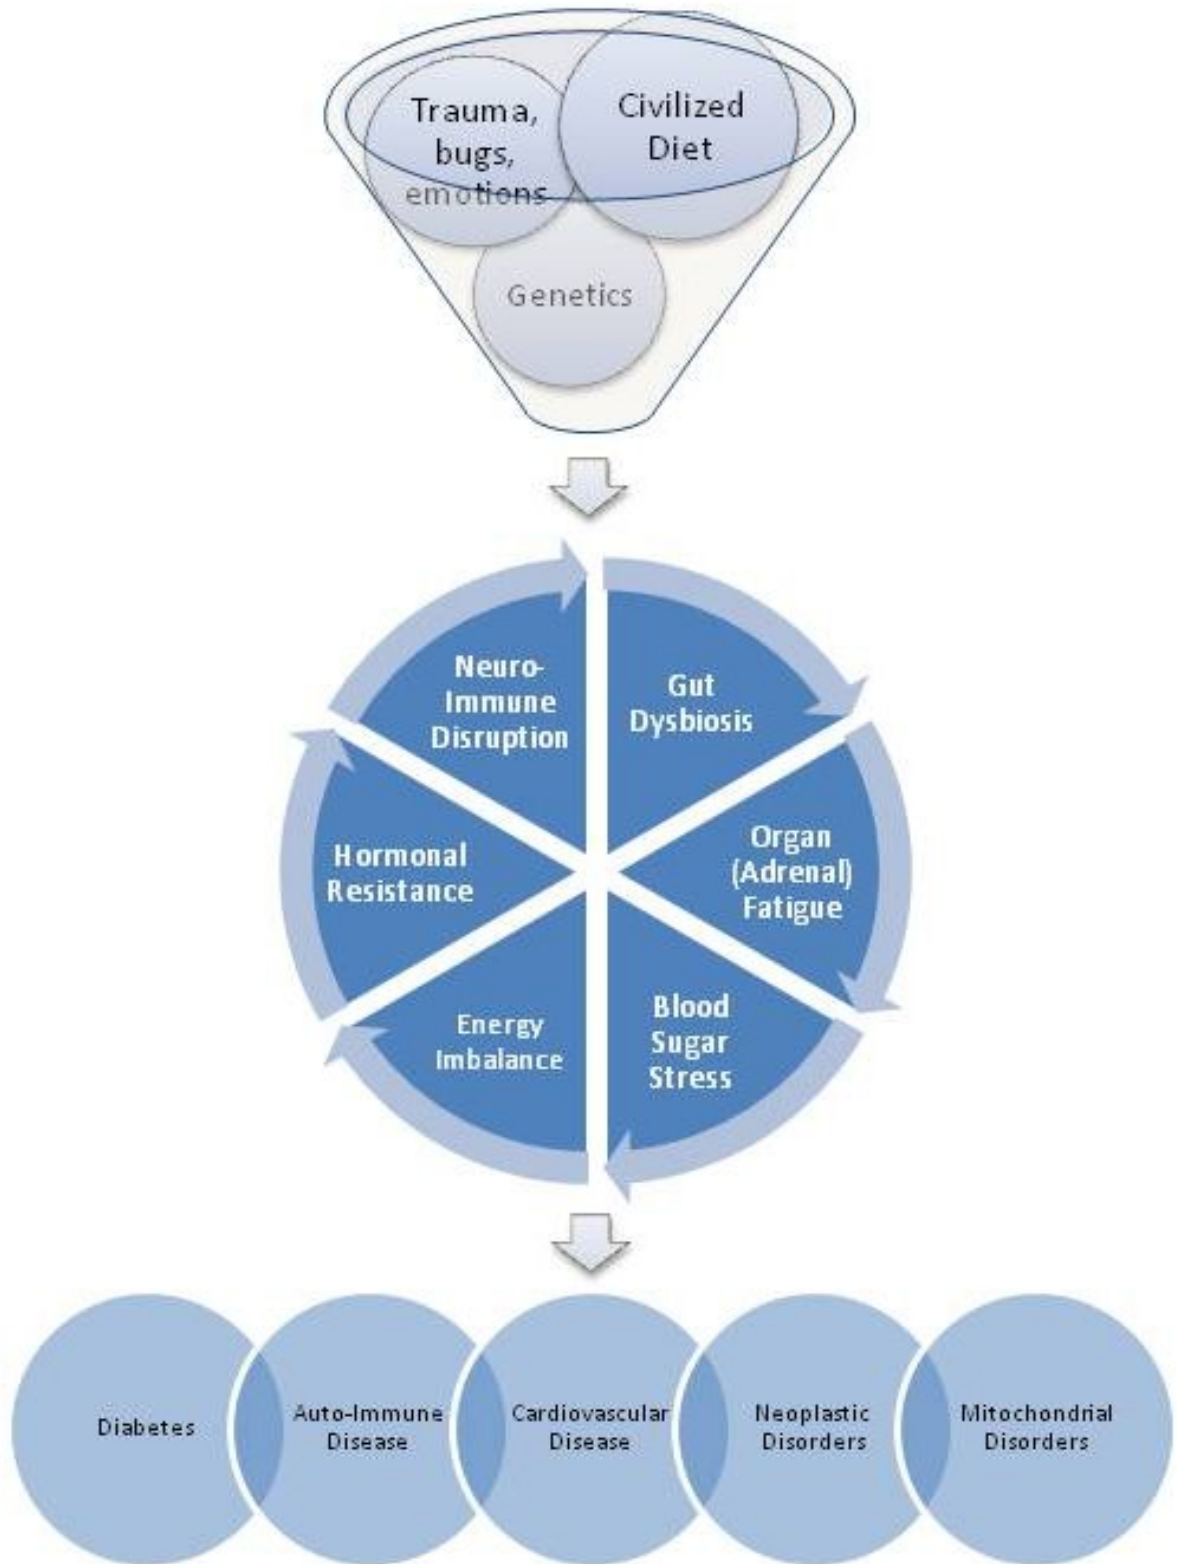 Trauma,
bugs,
emotions
Civilized
Diet
Genetics
Neuro-
Immune
Disruption
Gut
Dysbiosis
Hormonal
Resistance
Organ
(Adrenal)
Fatigue
Energy
Imbalance
Blood
Sugar
Stress
Diabetes
Auto-Immune
Disease
Cardiovascular
Disease
Neoplastic
Disorders
Mitochondrial
Disorders